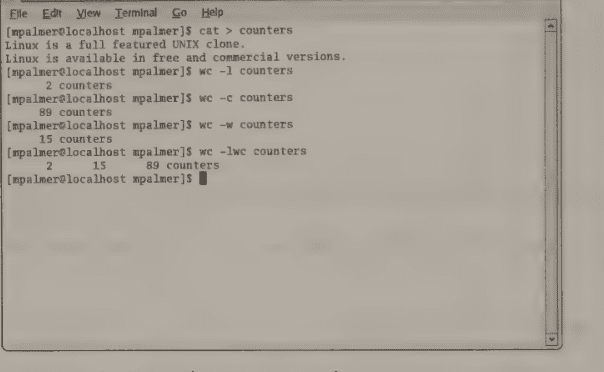 File Edit View Terminal Go Help
[mpalmer@localhost mpalmer]$ cat > counters
Linux is a full featured UNIX clone.
Linux is available in free and commercial versions.
[mpalmer@localhost mpalmer]$ wc -l counters
2 counters
[mpalmer@localhost mpalmer]$ wc -c counters
89 counters
[mpalmer@localhost mpalmer]$ wc -w counters
15 counters
[mpalmer@localhost mpalmer]$ wc -lwc counters
2 15 89 counters
[mpalmer@localhost mpalmer]$